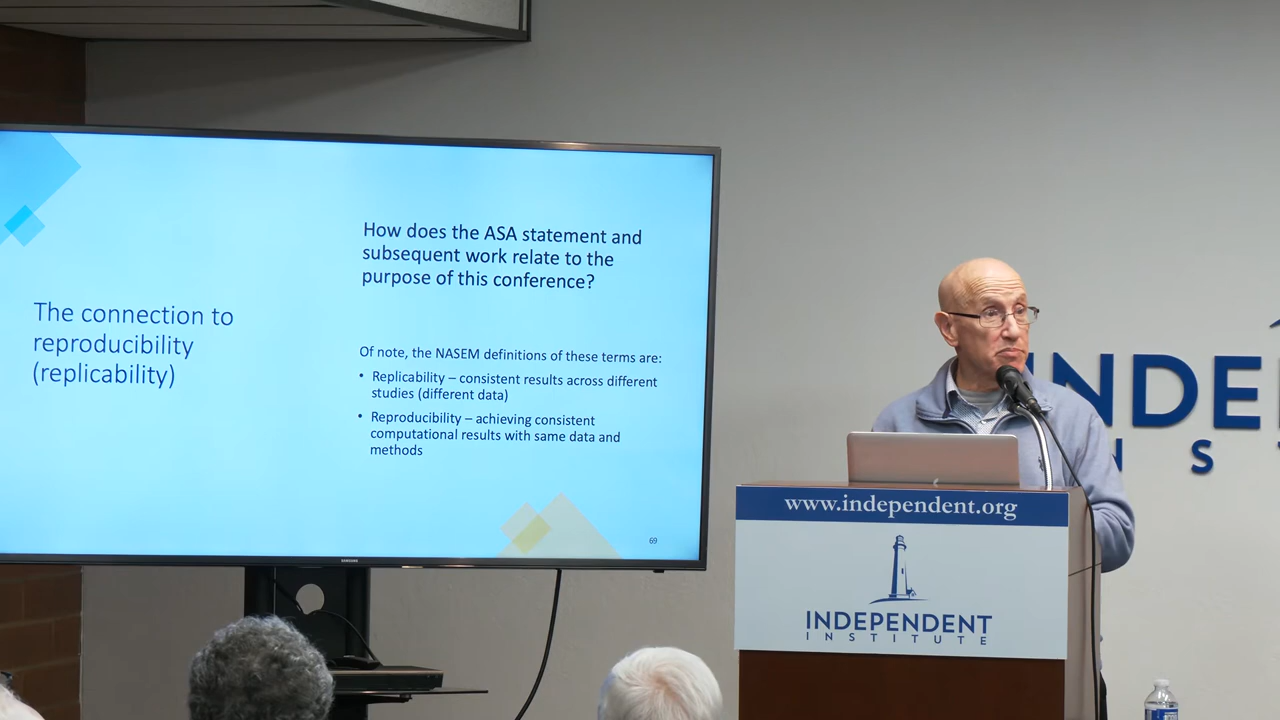 How does the ASA statement and
subsequent work relate to the
purpose of this conference?
The connection to
reproducibility
(replicability)
Of note, the NASEM definitions of these terms are:
• Replicability – consistent results across different
studies (different data)
• Reproducibility – achieving consistent
computational results with same data and
methods
69
SAMSUNG
INDE
www.independent.org
INDEPENDENT
INSTITUTE